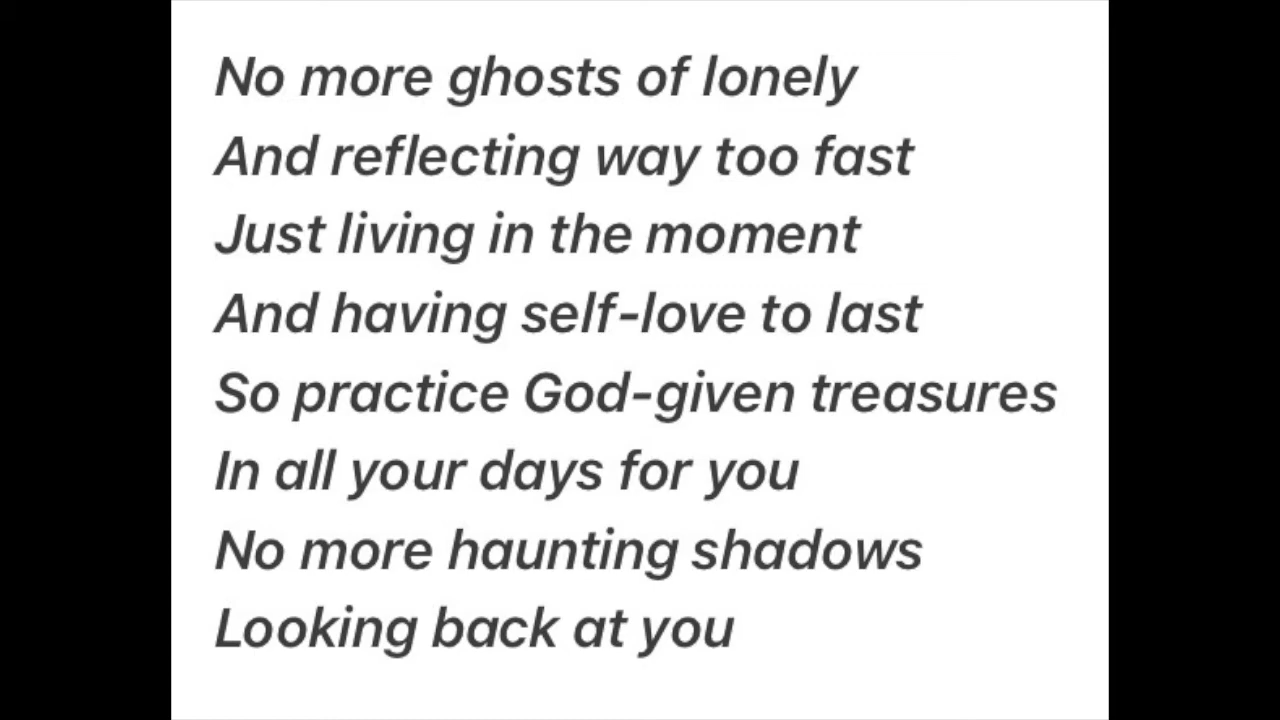 No more ghosts of lonely
And reflecting way too fast
Just living in the moment
And having self-love to last
So practice God-given treasures
In all your days for you
No more haunting shadows
Looking back at you